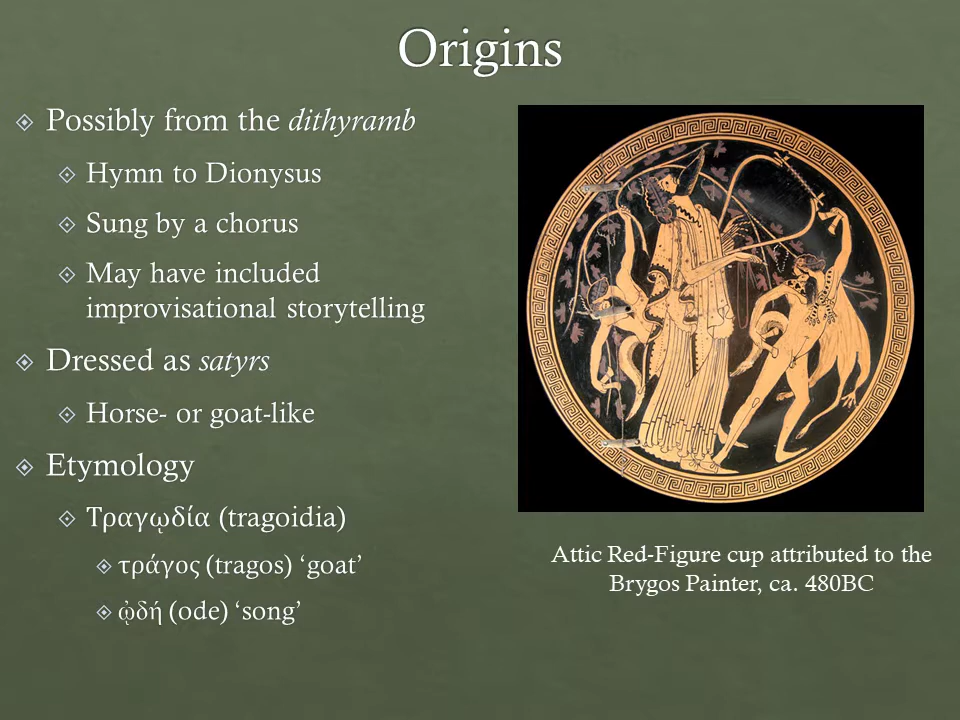 Origins
Possibly from the dithyramb
Hymn to Dionysus
Sung by a chorus
May have included
improvisational storytelling
Dressed as satyrs
Horse- or goat-like
Etymology
Τραγῳδία (tragoidia)
τράγος (tragos) ‘goat’
ᾠδή (ode) ‘song’
Attic Red-Figure cup attributed to the
Brygos Painter, ca. 480BC